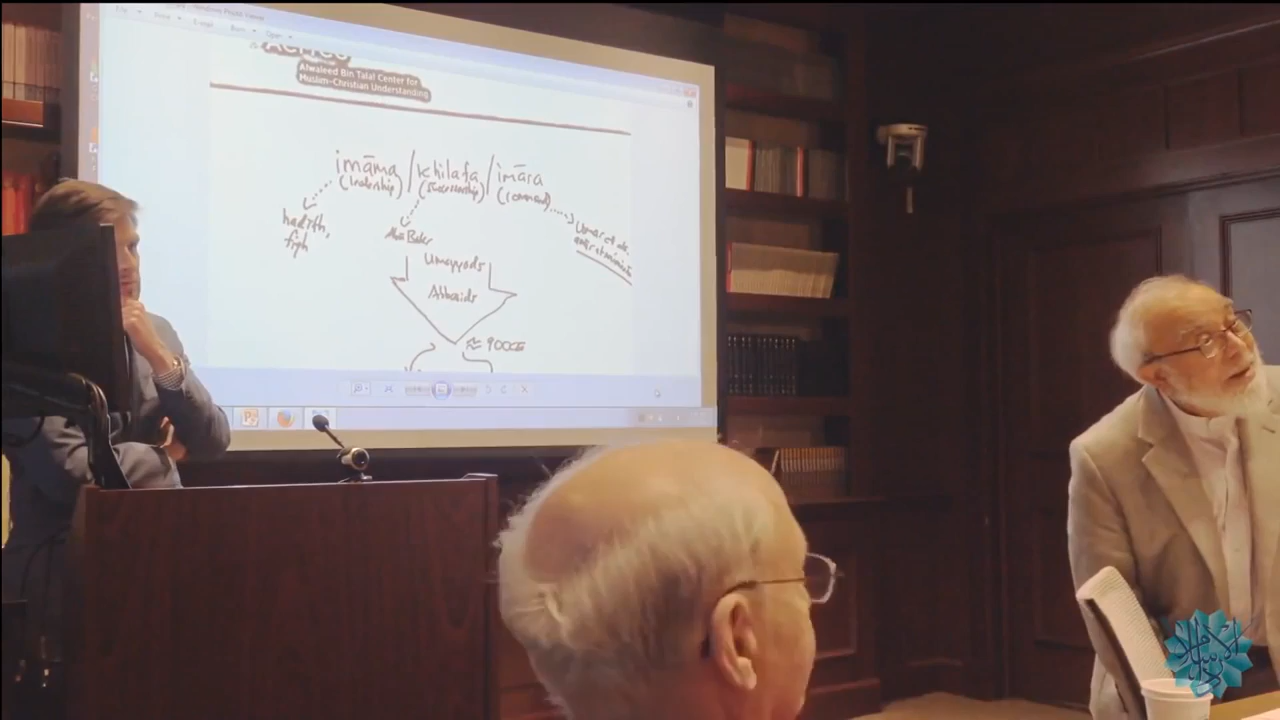 Alwaleed Bin Talal Center for
Muslim-Christian Understanding
imāma / khilafa / imāra
(leadership) (successorship) (command)
hadith,
fiqh
Abū Bakr
Umayyads
Abbasids
≈ 900CE